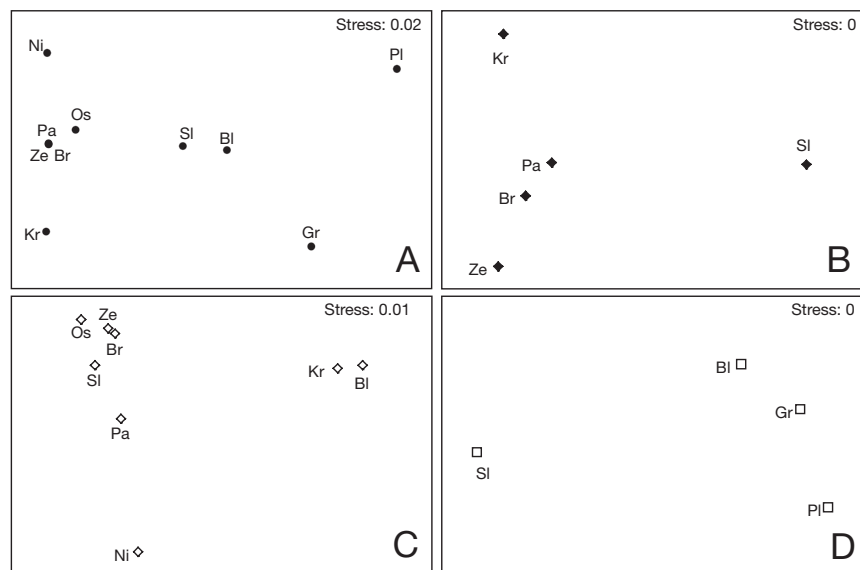 Stress: 0.02
Ni
Pl
Os
Pa
Sl
Bl
Ze Br
Kr
Gr
A
Stress: 0
Kr
Sl
Pa
Br
Ze
B
Stress: 0.01
Ze
Os
Br
Sl
Kr
Bl
Pa
Ni
C
Stress: 0
Bl
Gr
Sl
Pl
D